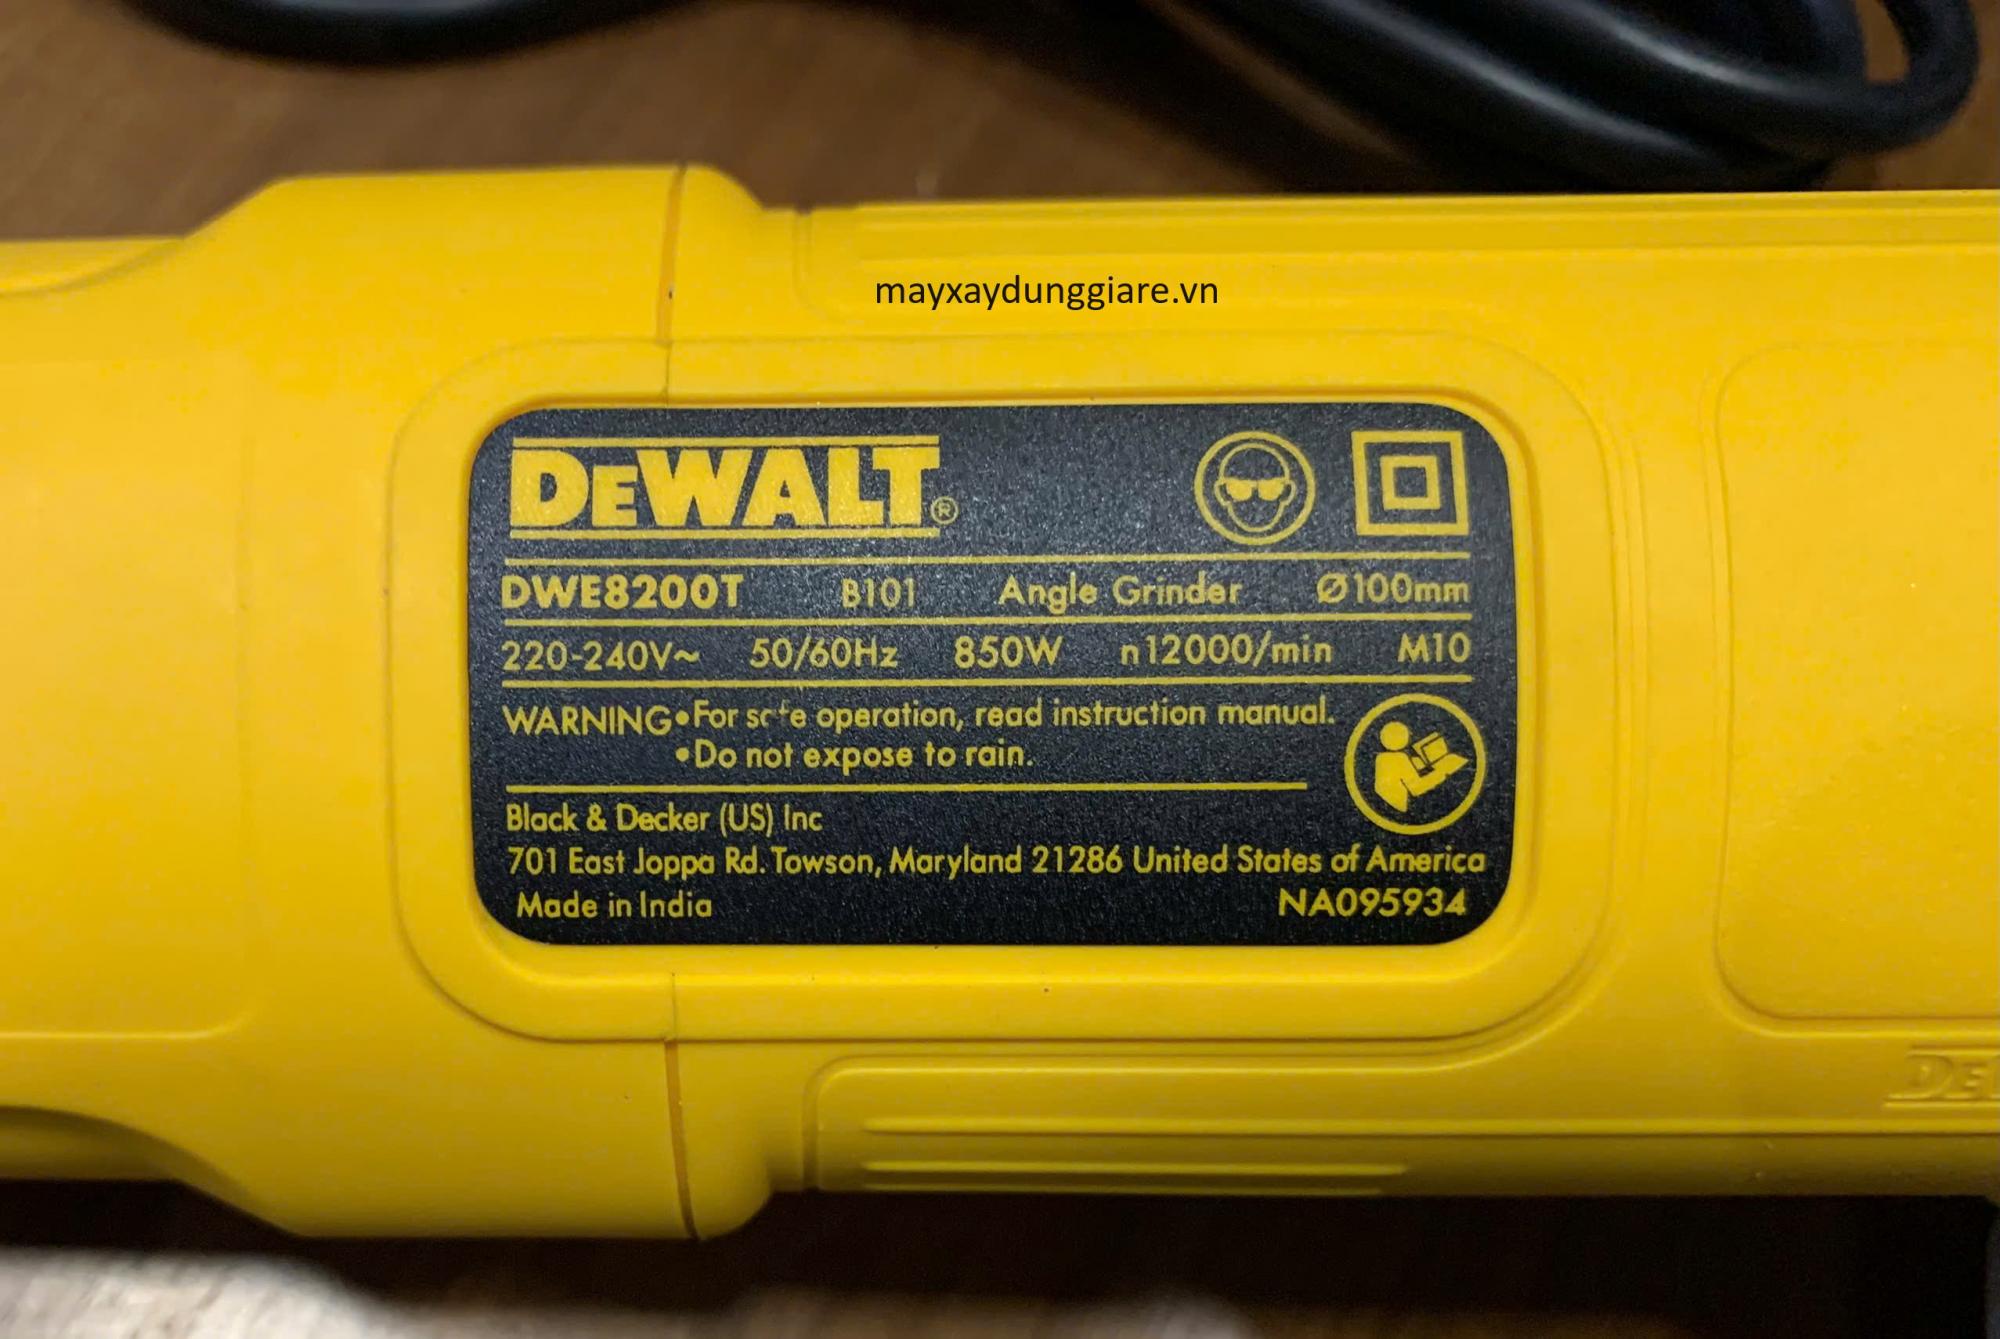 mayxaydunggiare.vn
DEWALT®
DWE8200T B101 Angle Grinder Ø100mm
220-240V~ 50/60Hz 850W n12000/min M10
WARNING•For safe operation, read instruction manual.
•Do not expose to rain.
Black & Decker (US) Inc
701 East Joppa Rd. Towson, Maryland 21286 United States of America
Made in India NA095934
DE